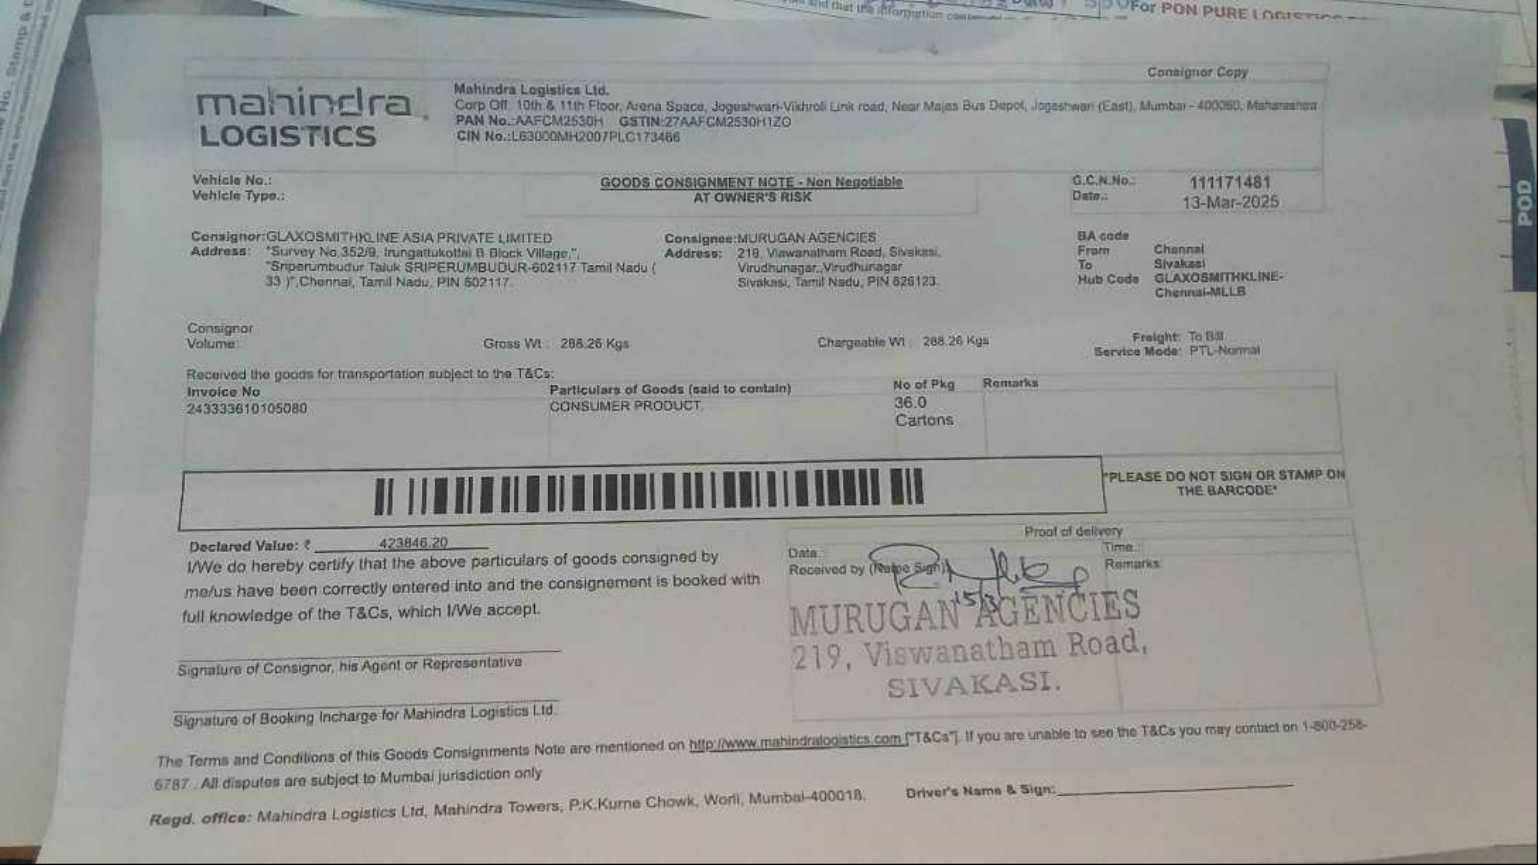 and that the information
For PON PURE LOGISTICS
POD
Consignor Copy
mahindra
LOGISTICS
Mahindra Logistics Ltd.
Corp Off. 10th & 11th Floor, Arena Space, Jogeshwari-Vikhroli Link road, Near Majas Bus Depot, Jogeshwari (East), Mumbai - 400060, Maharashtra
PAN No.:AAFCM2530H GSTIN:27AAFCM2530H1ZO
CIN No.:L63000MH2007PLC173466
Vehicle No.:
Vehicle Type.:
GOODS CONSIGNMENT NOTE - Non Negotiable
AT OWNER'S RISK
G.C.N.No.: 111171481
Date.: 13-Mar-2025
Consignor:GLAXOSMITHKLINE ASIA PRIVATE LIMITED
Address: "Survey No.352/9, Irungattukottai B Block Village,",
"Sriperumbudur Taluk SRIPERUMBUDUR-602117 Tamil Nadu (
33 )",Chennai, Tamil Nadu, PIN 602117.
Consignee:MURUGAN AGENCIES
Address: 219, Viswanatham Road, Sivakasi,
Virudhunagar,,Virudhunagar
Sivakasi, Tamil Nadu, PIN 626123.
BA code
From Chennai
To Sivakasi
Hub Code GLAXOSMITHKLINE-
Chennai-MLLB
Consignor
Volume:
Gross Wt : 288.26 Kgs
Chargeable Wt : 288.26 Kgs
Freight: To Bill
Service Mode: PTL-Normal
Received the goods for transportation subject to the T&Cs:
Invoice No Particulars of Goods (said to contain) No of Pkg Remarks
243333610105080 CONSUMER PRODUCT, 36.0
Cartons
*PLEASE DO NOT SIGN OR STAMP ON
THE BARCODE*
Declared Value: ₹ 423846.20
I/We do hereby certify that the above particulars of goods consigned by
me/us have been correctly entered into and the consignement is booked with
full knowledge of the T&Cs, which I/We accept.
Signature of Consignor, his Agent or Representative
Signature of Booking Incharge for Mahindra Logistics Ltd.
Proof of delivery
Date.: Time.:
Received by (Name Sign) Remarks:
15/3
MURUGAN AGENCIES
219, Viswanatham Road,
SIVAKASI.
The Terms and Conditions of this Goods Consignments Note are mentioned on http://www.mahindralogistics.com ["T&Cs"]. If you are unable to see the T&Cs you may contact on 1-800-258-
6787 . All disputes are subject to Mumbai jurisdiction only
Regd. office: Mahindra Logistics Ltd, Mahindra Towers, P.K.Kurne Chowk, Worli, Mumbai-400018.
Driver's Name & Sign: